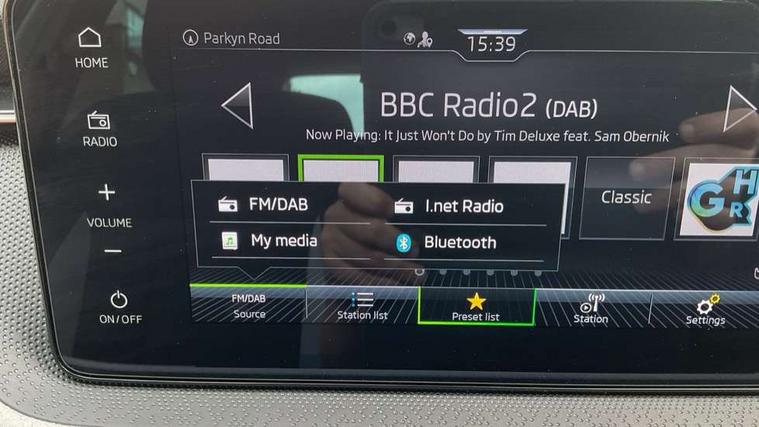 Parkyn Road
15:39
HOME
RADIO
VOLUME
ON/OFF
BBC Radio2 (DAB)
Now Playing: It Just Won't Do by Tim Deluxe feat. Sam Obernik
Classic
GHR
FM/DAB
I.net Radio
My media
Bluetooth
FM/DAB
Source
Station list
Preset list
Station
Settings